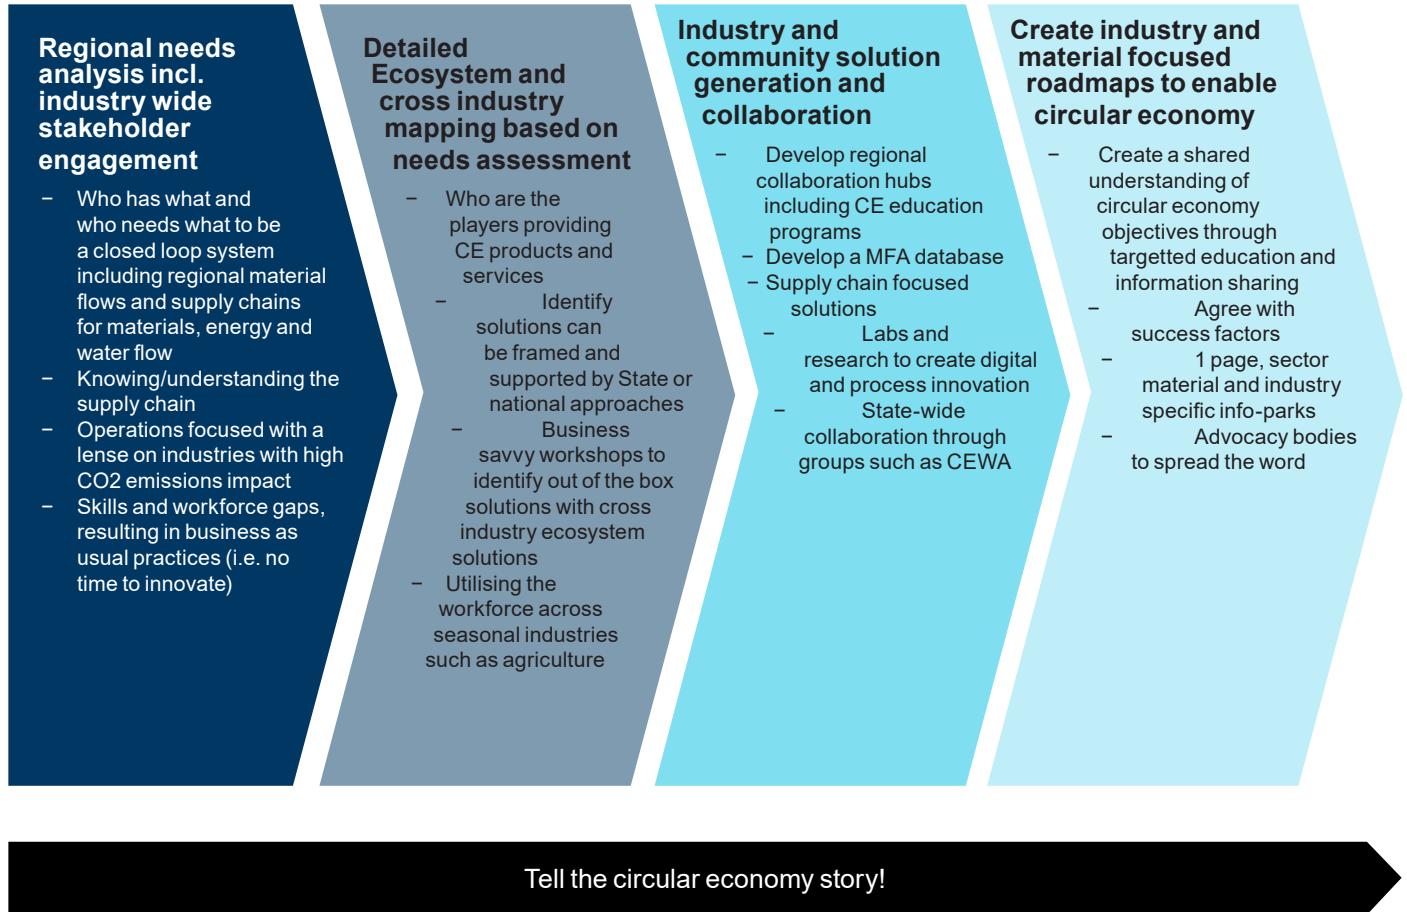 Regional needs
analysis incl.
industry wide
stakeholder
engagement
– Who has what and
who needs what to be
a closed loop system
including regional material
flows and supply chains
for materials, energy and
water flow
– Knowing/understanding the
supply chain
– Operations focused with a
lense on industries with high
CO2 emissions impact
– Skills and workforce gaps,
resulting in business as
usual practices (i.e. no
time to innovate)
Detailed
Ecosystem and
cross industry
mapping based on
needs assessment
– Who are the
players providing
CE products and
services
– Identify
solutions can
be framed and
supported by State or
national approaches
– Business
savvy workshops to
identify out of the box
solutions with cross
industry ecosystem
solutions
– Utilising the
workforce across
seasonal industries
such as agriculture
Industry and
community solution
generation and
collaboration
– Develop regional
collaboration hubs
including CE education
programs
– Develop a MFA database
– Supply chain focused
solutions
– Labs and
research to create digital
and process innovation
– State-wide
collaboration through
groups such as CEWA
Create industry and
material focused
roadmaps to enable
circular economy
– Create a shared
understanding of
circular economy
objectives through
targetted education and
information sharing
– Agree with
success factors
– 1 page, sector
material and industry
specific info-parks
– Advocacy bodies
to spread the word
Tell the circular economy story!